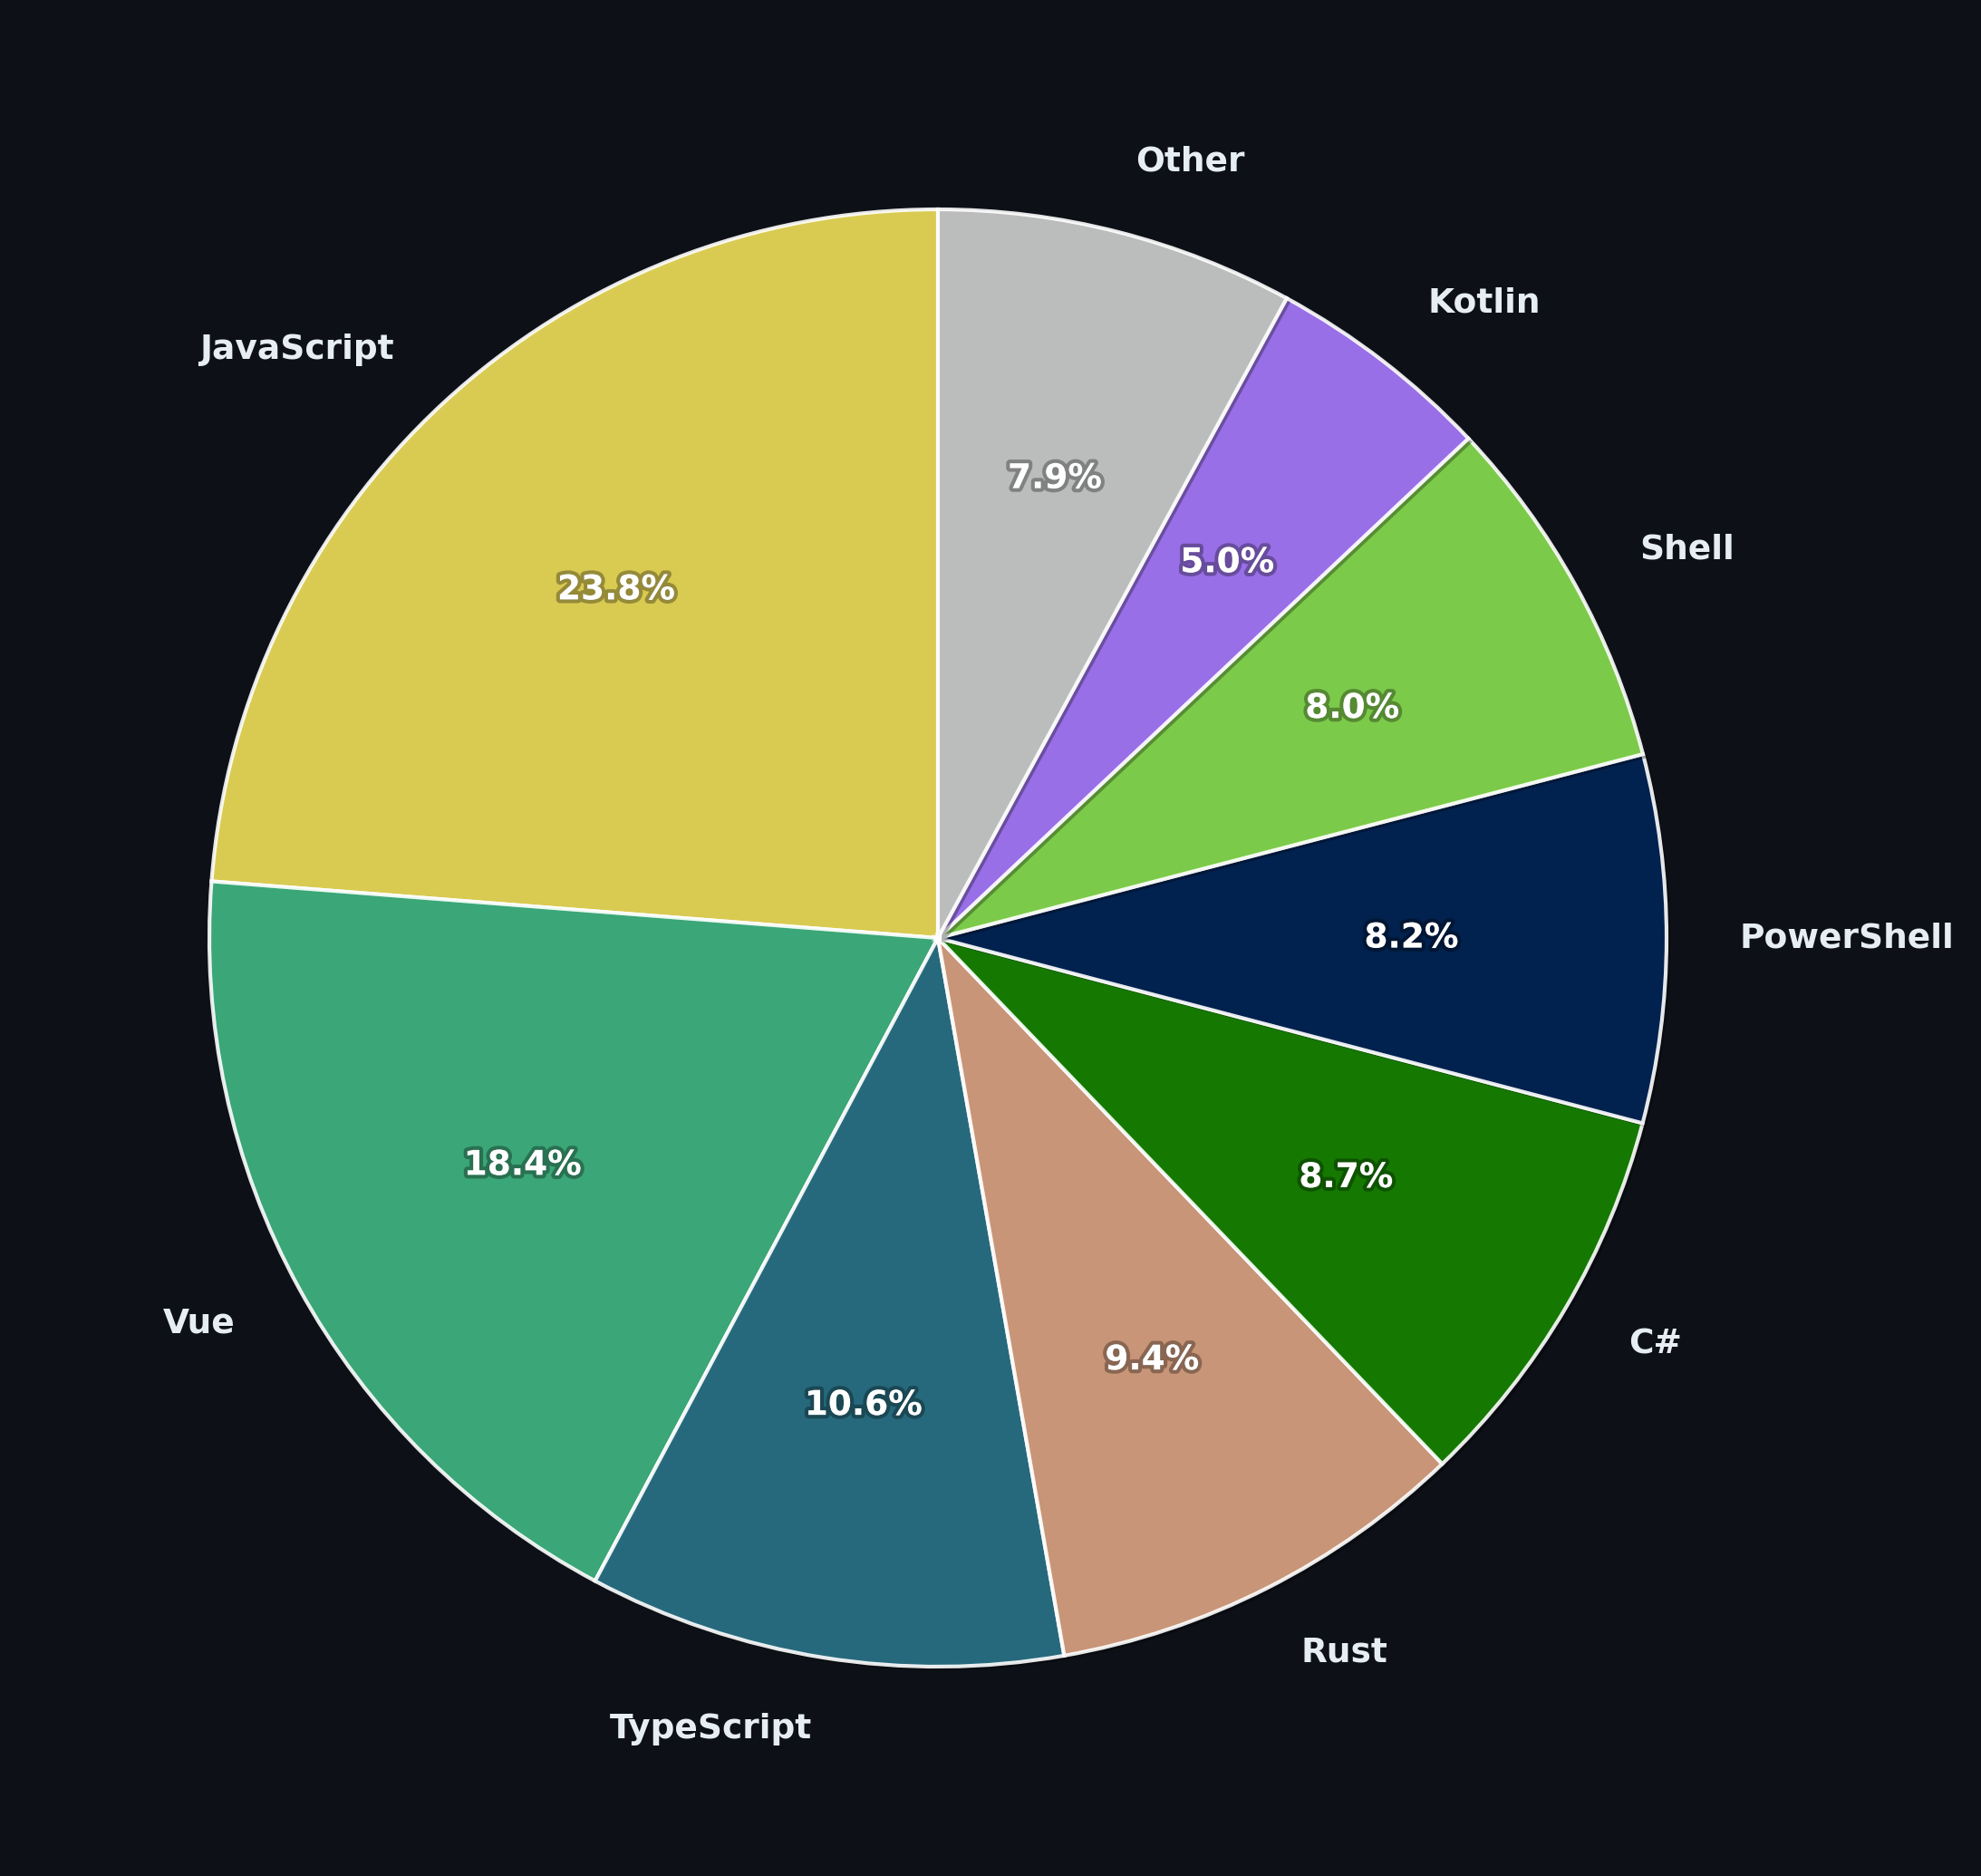 Other
Kotlin
JavaScript
7.9%
Shell
5.0%
23.8%
8.0%
PowerShell
8.2%
18.4%
8.7%
Vue
C#
9.4%
10.6%
Rust
TypeScript